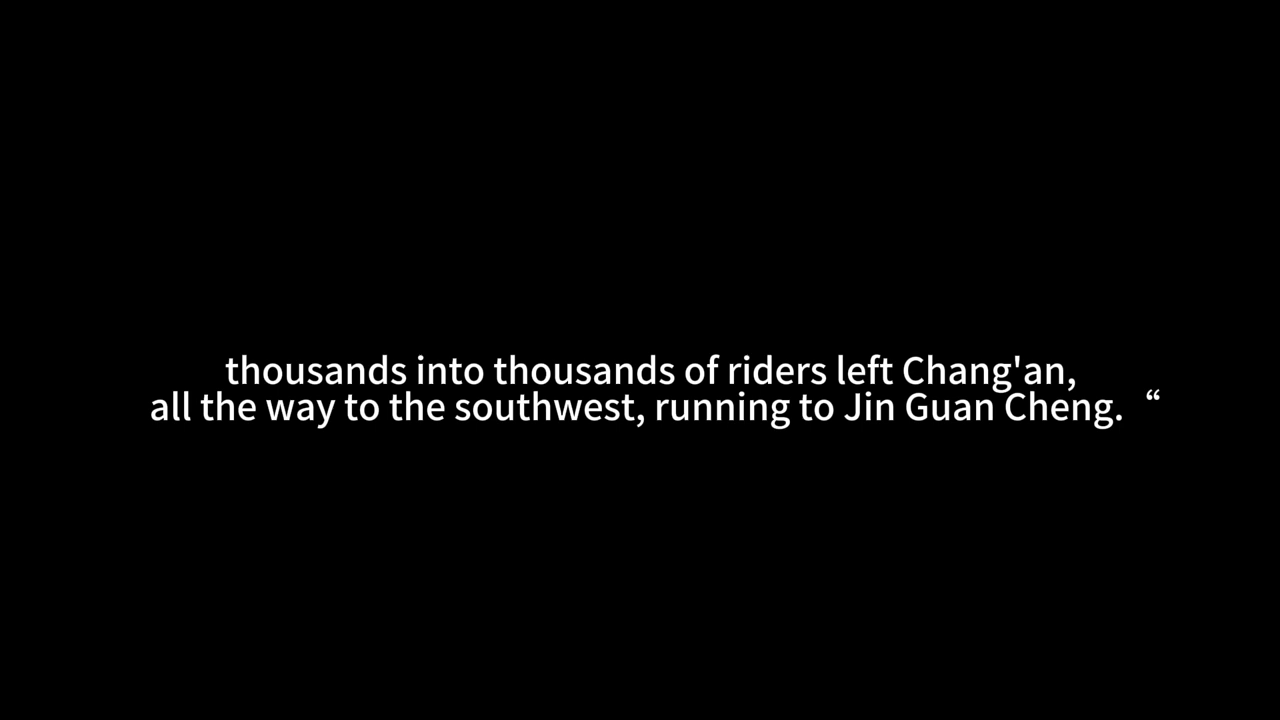 thousands into thousands of riders left Chang'an,
all the way to the southwest, running to Jin Guan Cheng. “